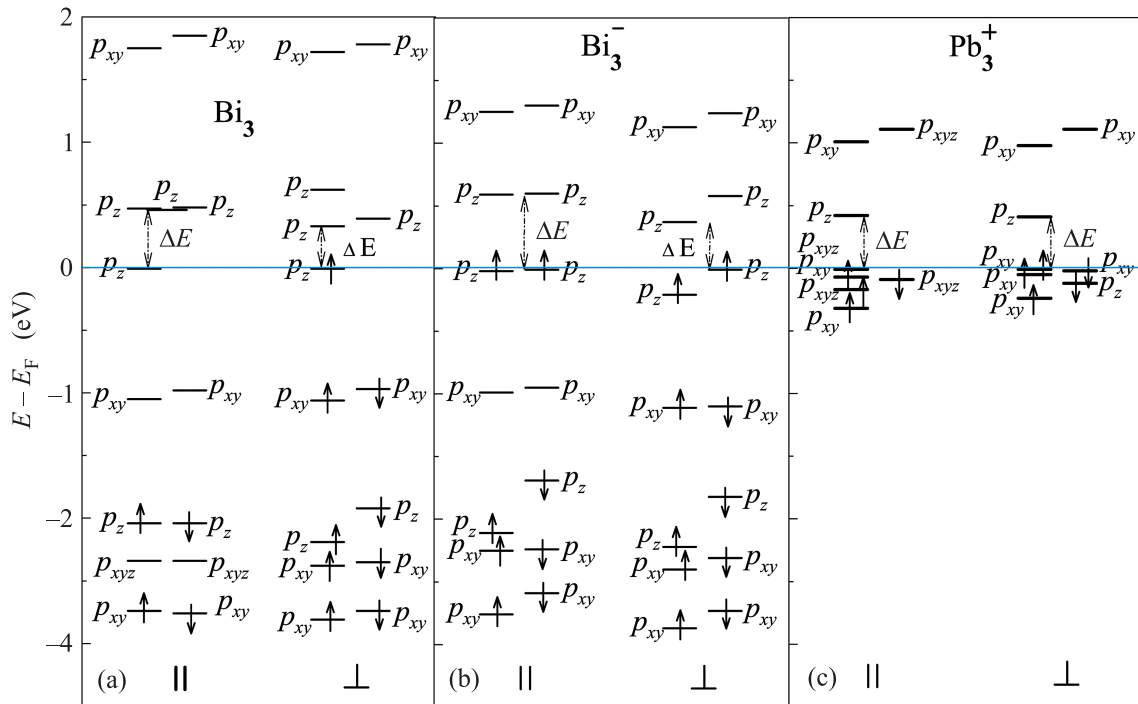 2
p_xy p_xy p_xy p_xy
Bi₃
1
p_z p_z p_z p_z p_z p_z
ΔE Δ E
0
p_z p_z
E – E_F (eV)
–1
p_xy p_xy p_xy p_xy
–2
p_z p_z p_z p_z
p_xyz p_xyz p_xy p_xy
p_xy p_xy p_xy p_xy
–4
(a) || ⊥
Bi₃⁻
p_xy p_xy p_xy p_xy
p_z p_z p_z p_z
ΔE Δ E
p_z p_z p_z p_z
p_xy p_xy p_xy p_xy
p_z p_z
p_z p_z
p_xy p_xy p_xy p_xy
p_xy p_xy p_xy p_xy
(b) || ⊥
Pb₃⁺
p_xy p_xyz p_xy p_xy
p_z p_z
ΔE ΔE
p_xyz
p_xy p_xy p_xy
p_xyz p_xyz p_xy p_z
p_xy
(c) || ⊥